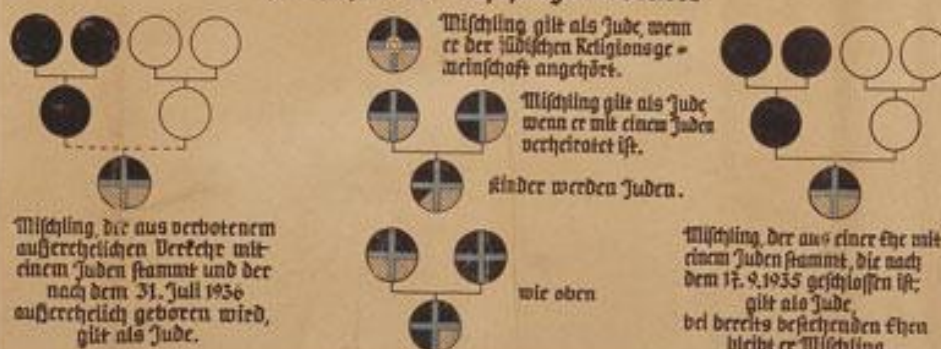 Mischling gilt als Jude, wenn
er der jüdischen Religionsge-
meinschaft angehört.
Mischling gilt als Jude
wenn er mit einem Juden
verheiratet ist.
Kinder werden Juden.
wie oben
Mischling, der aus verbotenem
außerehelichen Verkehr mit
einem Juden stammt und der
nach dem 31. Juli 1936
außerehelich geboren wird,
gilt als Jude.
Mischling, der aus einer Ehe mit
einem Juden stammt, die nach
dem 17. 9. 1935 geschlossen ist,
gilt als Jude,
bei bereits bestehenden Ehen
bleibt er Mischling